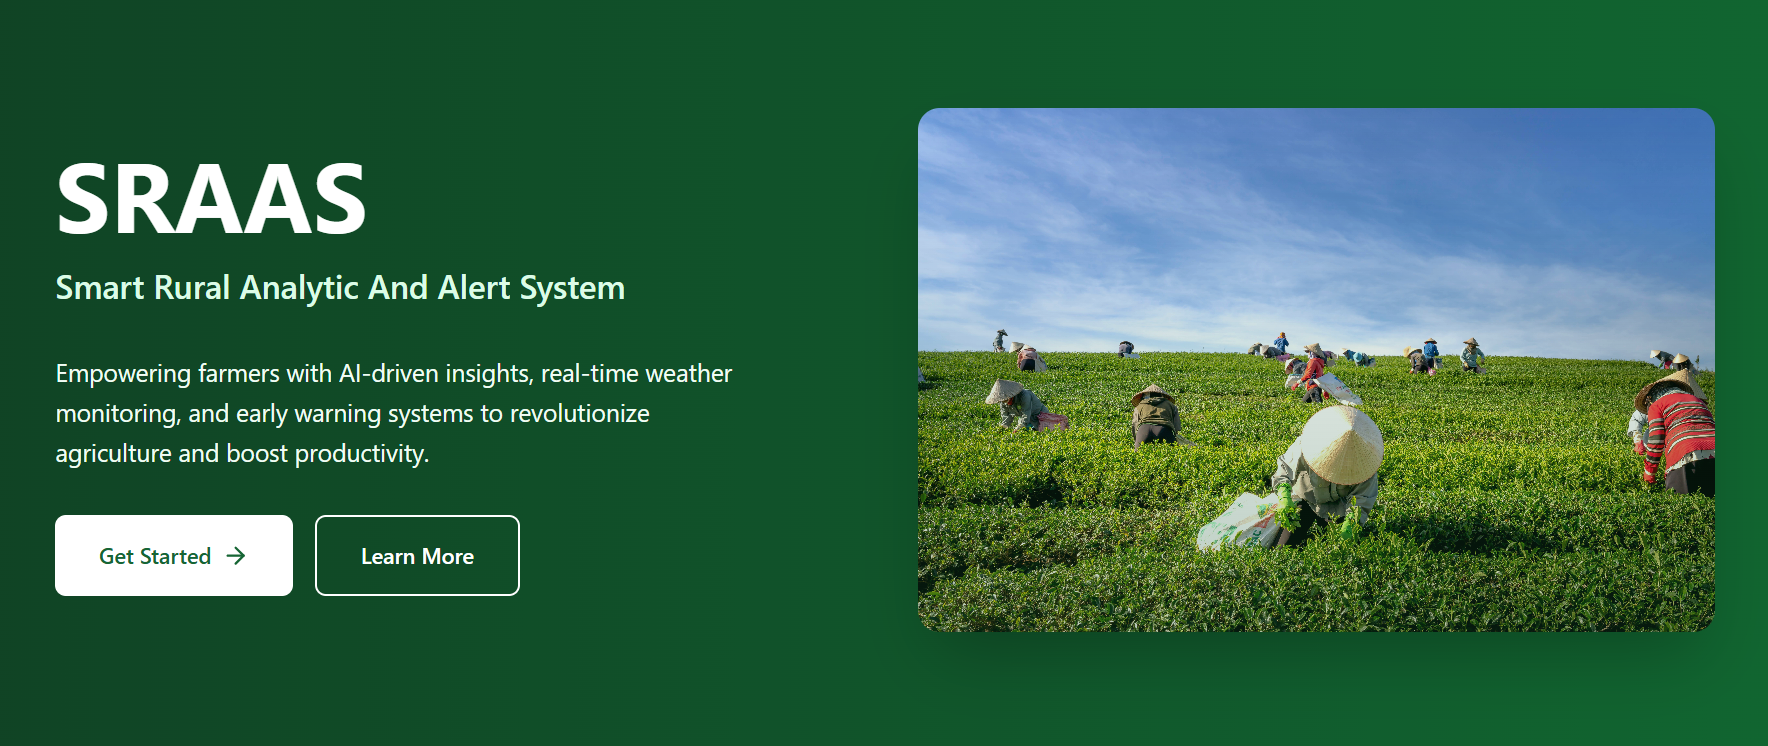 SRAAS
Smart Rural Analytic And Alert System
Empowering farmers with AI-driven insights, real-time weather
monitoring, and early warning systems to revolutionize
agriculture and boost productivity.
Get Started →
Learn More